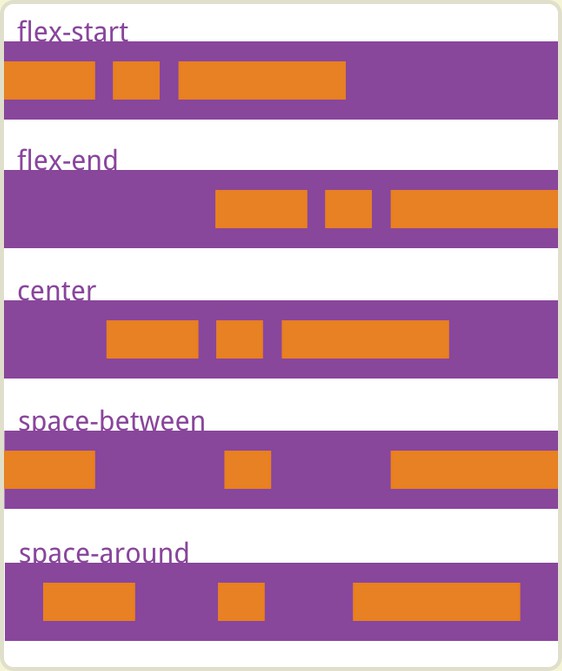 flex-start
flex-end
center
space-between
space-around